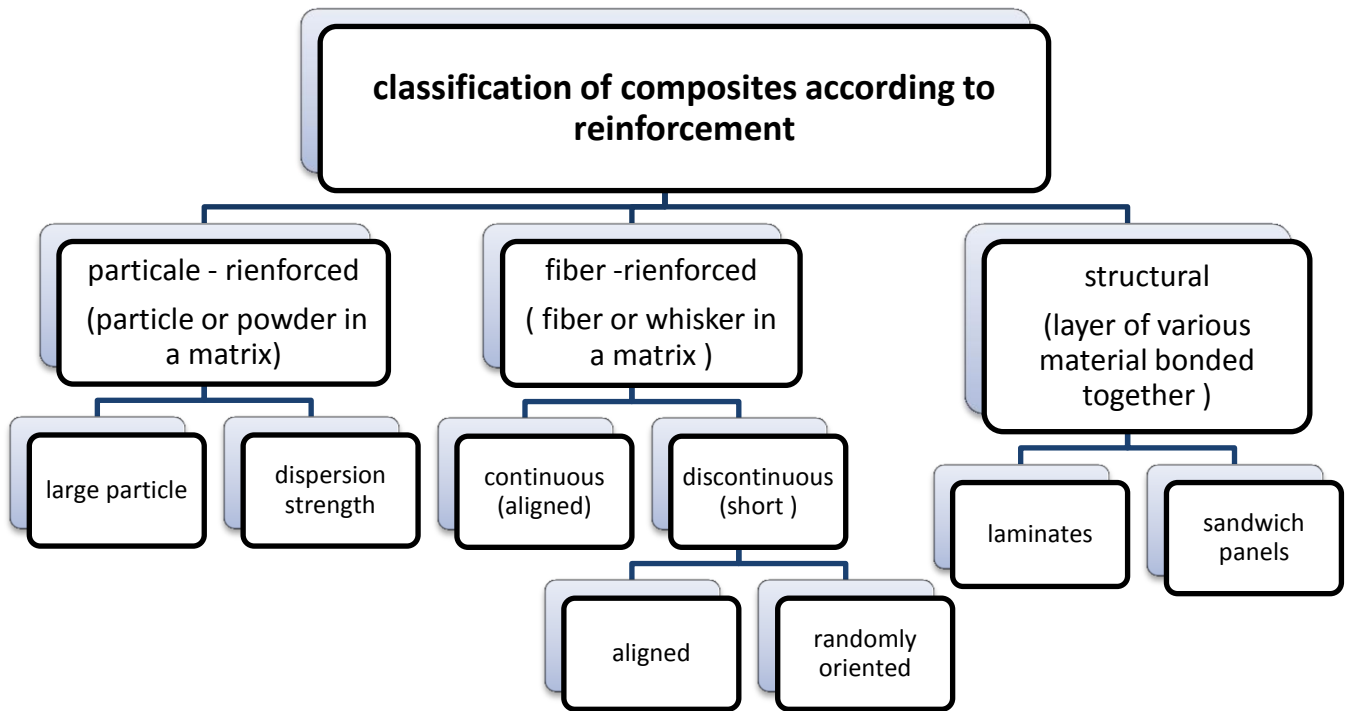 classification of composites according to
reinforcement
particale - rienforced
(particle or powder in
a matrix)
fiber -rienforced
( fiber or whisker in
a matrix )
structural
(layer of various
material bonded
together )
large particle
dispersion
strength
continuous
(aligned)
discontinuous
(short )
laminates
sandwich
panels
aligned
randomly
oriented